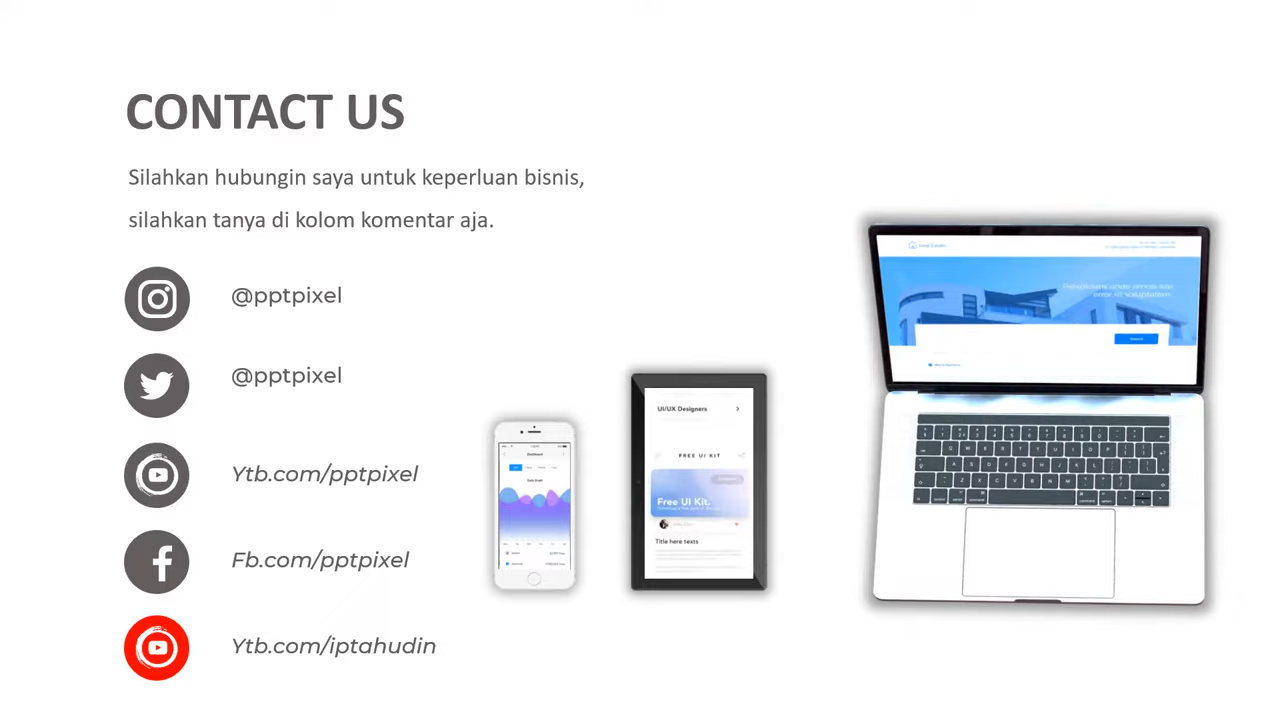 CONTACT US
Silahkan hubungin saya untuk keperluan bisnis,
silahkan tanya di kolom komentar aja.
@pptpixel
@pptpixel
Ytb.com/pptpixel
Fb.com/pptpixel
Ytb.com/iptahudin
Dashboard
UI/UX Designers
FREE UI KIT
Free UI Kit.
Title here texts